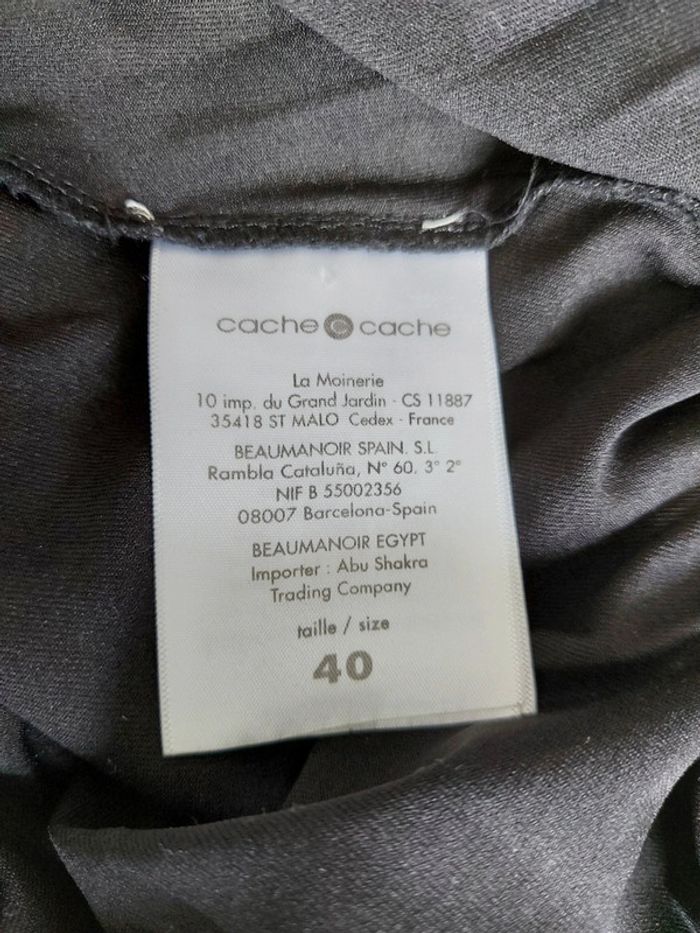 cache c cache
La Moinerie
10 imp. du Grand Jardin - CS 11887
35418 ST MALO Cedex - France
BEAUMANOIR SPAIN. S.L
Rambla Cataluña, N° 60. 3° 2°
NIF B 55002356
08007 Barcelona-Spain
BEAUMANOIR EGYPT
Importer : Abu Shakra
Trading Company
taille / size
40